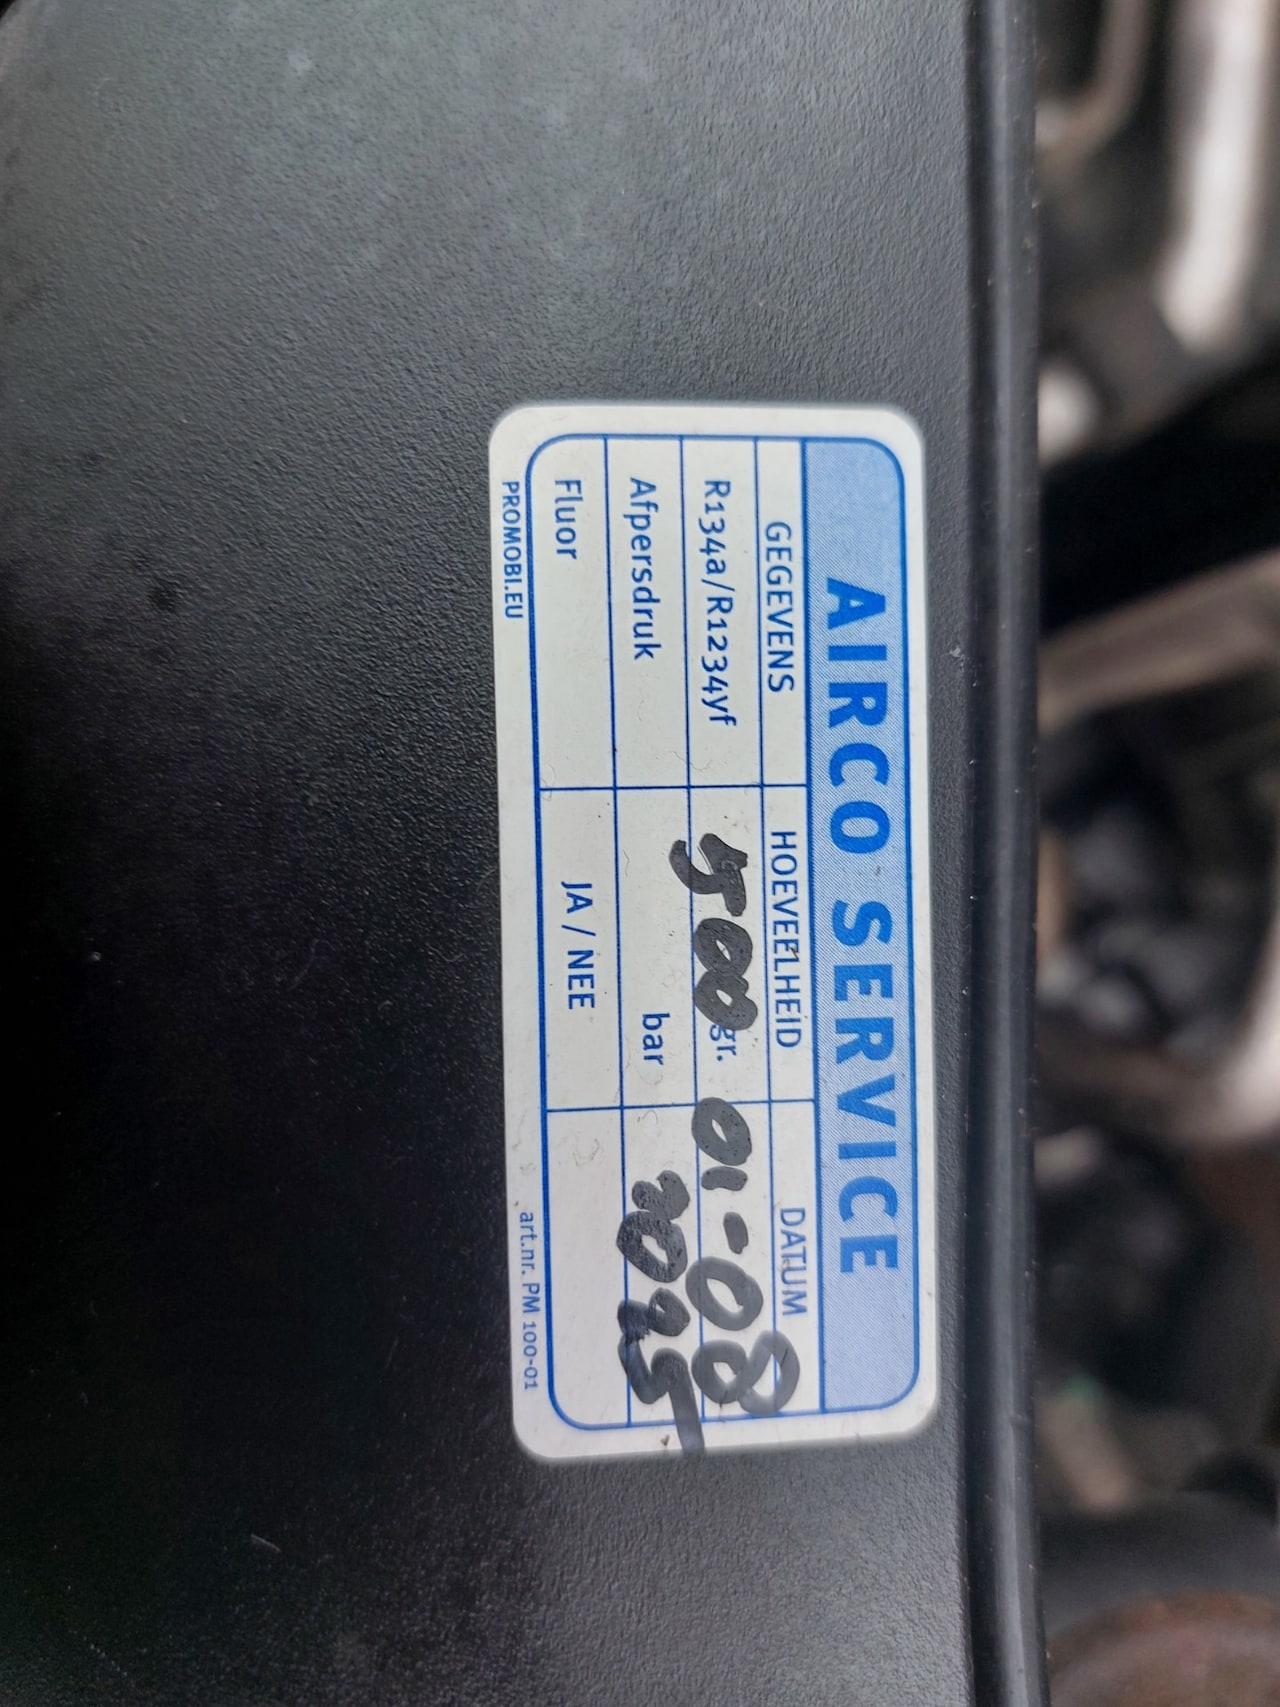 AIRCO SERVICE
GEGEVENS HOEVEELHEID DATUM
R134a/R1234yf 500 gr. 01-08
Afpersdruk bar 2025
Fluor JA / NEE
PROMOBI.EU art.nr. PM 100-01